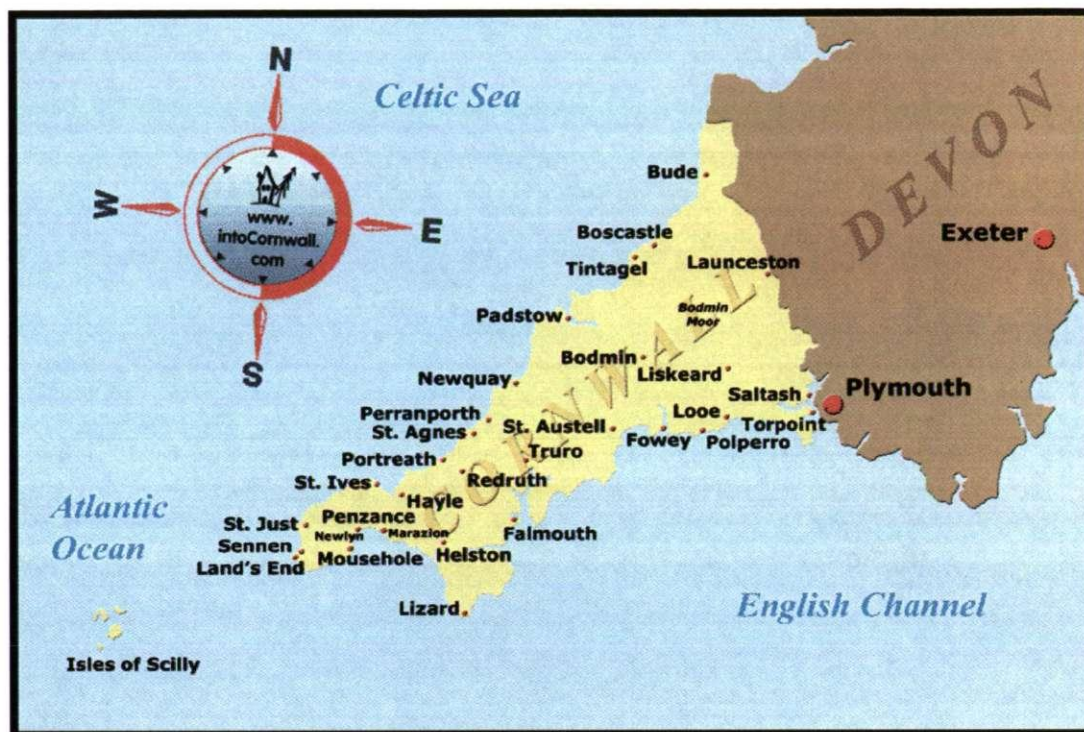 N
Celtic Sea
DEVON
Bude
W
www.
intoCornwall.
com
E
Exeter
Boscastle
Tintagel
Launceston
Bodmin
Moor
Padstow
CORNWALL
S
Bodmin
Liskeard
Newquay
Saltash
Plymouth
Perranporth
Looe
Torpoint
St. Agnes
St. Austell
Fowey
Polperro
Portreath
Truro
St. Ives
Redruth
Hayle
Atlantic
Ocean
St. Just
Penzance
Newlyn
Marazion
Falmouth
Sennen
Mousehole
Helston
Land's End
Lizard
English Channel
Isles of Scilly